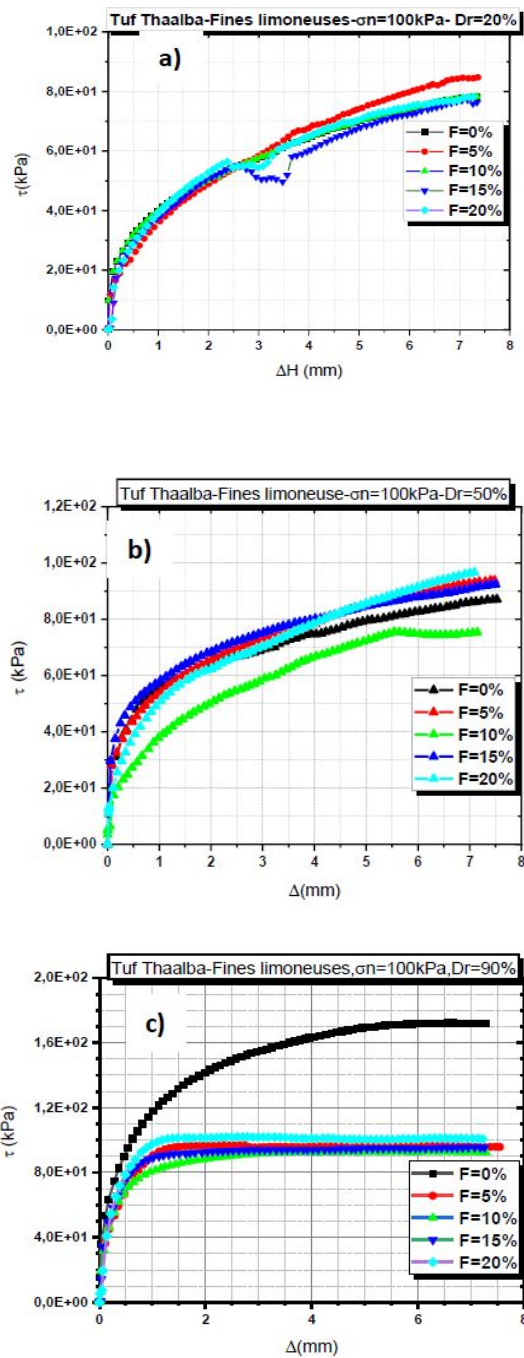 Tuf Thaalba-Fines limoneuses-σn=100kPa- Dr=20%
a)
1,0E+02
8,0E+01
6,0E+01
4,0E+01
2,0E+01
0,0E+00
τ(kPa)
F=0%
F=5%
F=10%
F=15%
F=20%
0 1 2 3 4 5 6 7 8
ΔH (mm)
Tuf Thaalba-Fines limoneuse-σn=100kPa-Dr=50%
b)
1,2E+02
1,0E+02
8,0E+01
6,0E+01
4,0E+01
2,0E+01
0,0E+00
τ (kPa)
F=0%
F=5%
F=10%
F=15%
F=20%
0 1 2 3 4 5 6 7 8
Δ(mm)
Tuf Thaalba-Fines limoneuses,σn=100kPa,Dr=90%
c)
2,0E+02
1,6E+02
1,2E+02
8,0E+01
4,0E+01
0,0E+00
τ (kPa)
F=0%
F=5%
F=10%
F=15%
F=20%
0 2 4 6 8
Δ(mm)